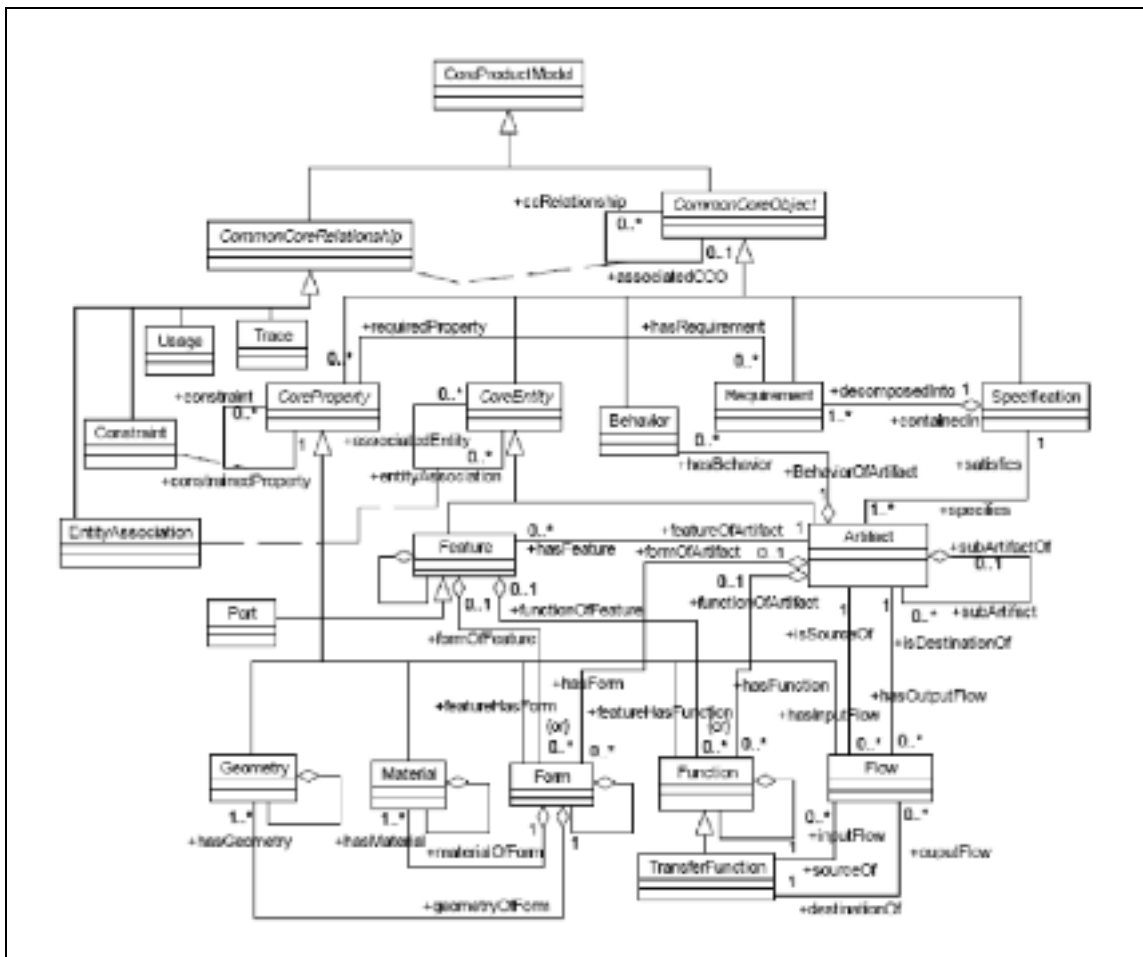 CoreProductModel
+coRelationship
CommonCoreObject
0..*
CommonCoreRelationship
0..1
+associatedCCO
+requiredProperty
+hasRequirement
Usage
Trace
0..*
0..*
+constraint
CoreProperty
0..*
CoreEntity
Requirement
+decomposedInto
1
Specification
0..*
1..*
+containedIn
Constraint
1
+associatedEntity
0..*
Behavior
0..*
1
+constrainedProperty
+entityAssociation
+hasBehavior
+BehaviorOfArtifact
+satisfies
1
1..*
+specifies
EntityAssociation
0..*
+featureOfArtifact
1
Artifact
Feature
+hasFeature
+formOfArtifact
0..1
+subArtifactOf
0..1
0..1
0..1
0..1
+functionOfFeature
+functionOfArtifact
1
1
0..*
+subArtifact
Port
+formOfFeature
+isSourceOf
+isDestinationOf
+hasForm
+hasFunction
+hasOutputFlow
+featureHasForm
+featureHasFunction
+hasInputFlow
{or}
{or}
0..*
0..*
0..*
0..*
0..*
0..*
Geometry
Material
Form
Function
Flow
1..*
1..*
1
1
0..*
0..*
+hasGeometry
+hasMaterial
1
+inputFlow
+materialOfForm
+ouputFlow
TransferFunction
1
+sourceOf
+geometryOfForm
+destinationOf